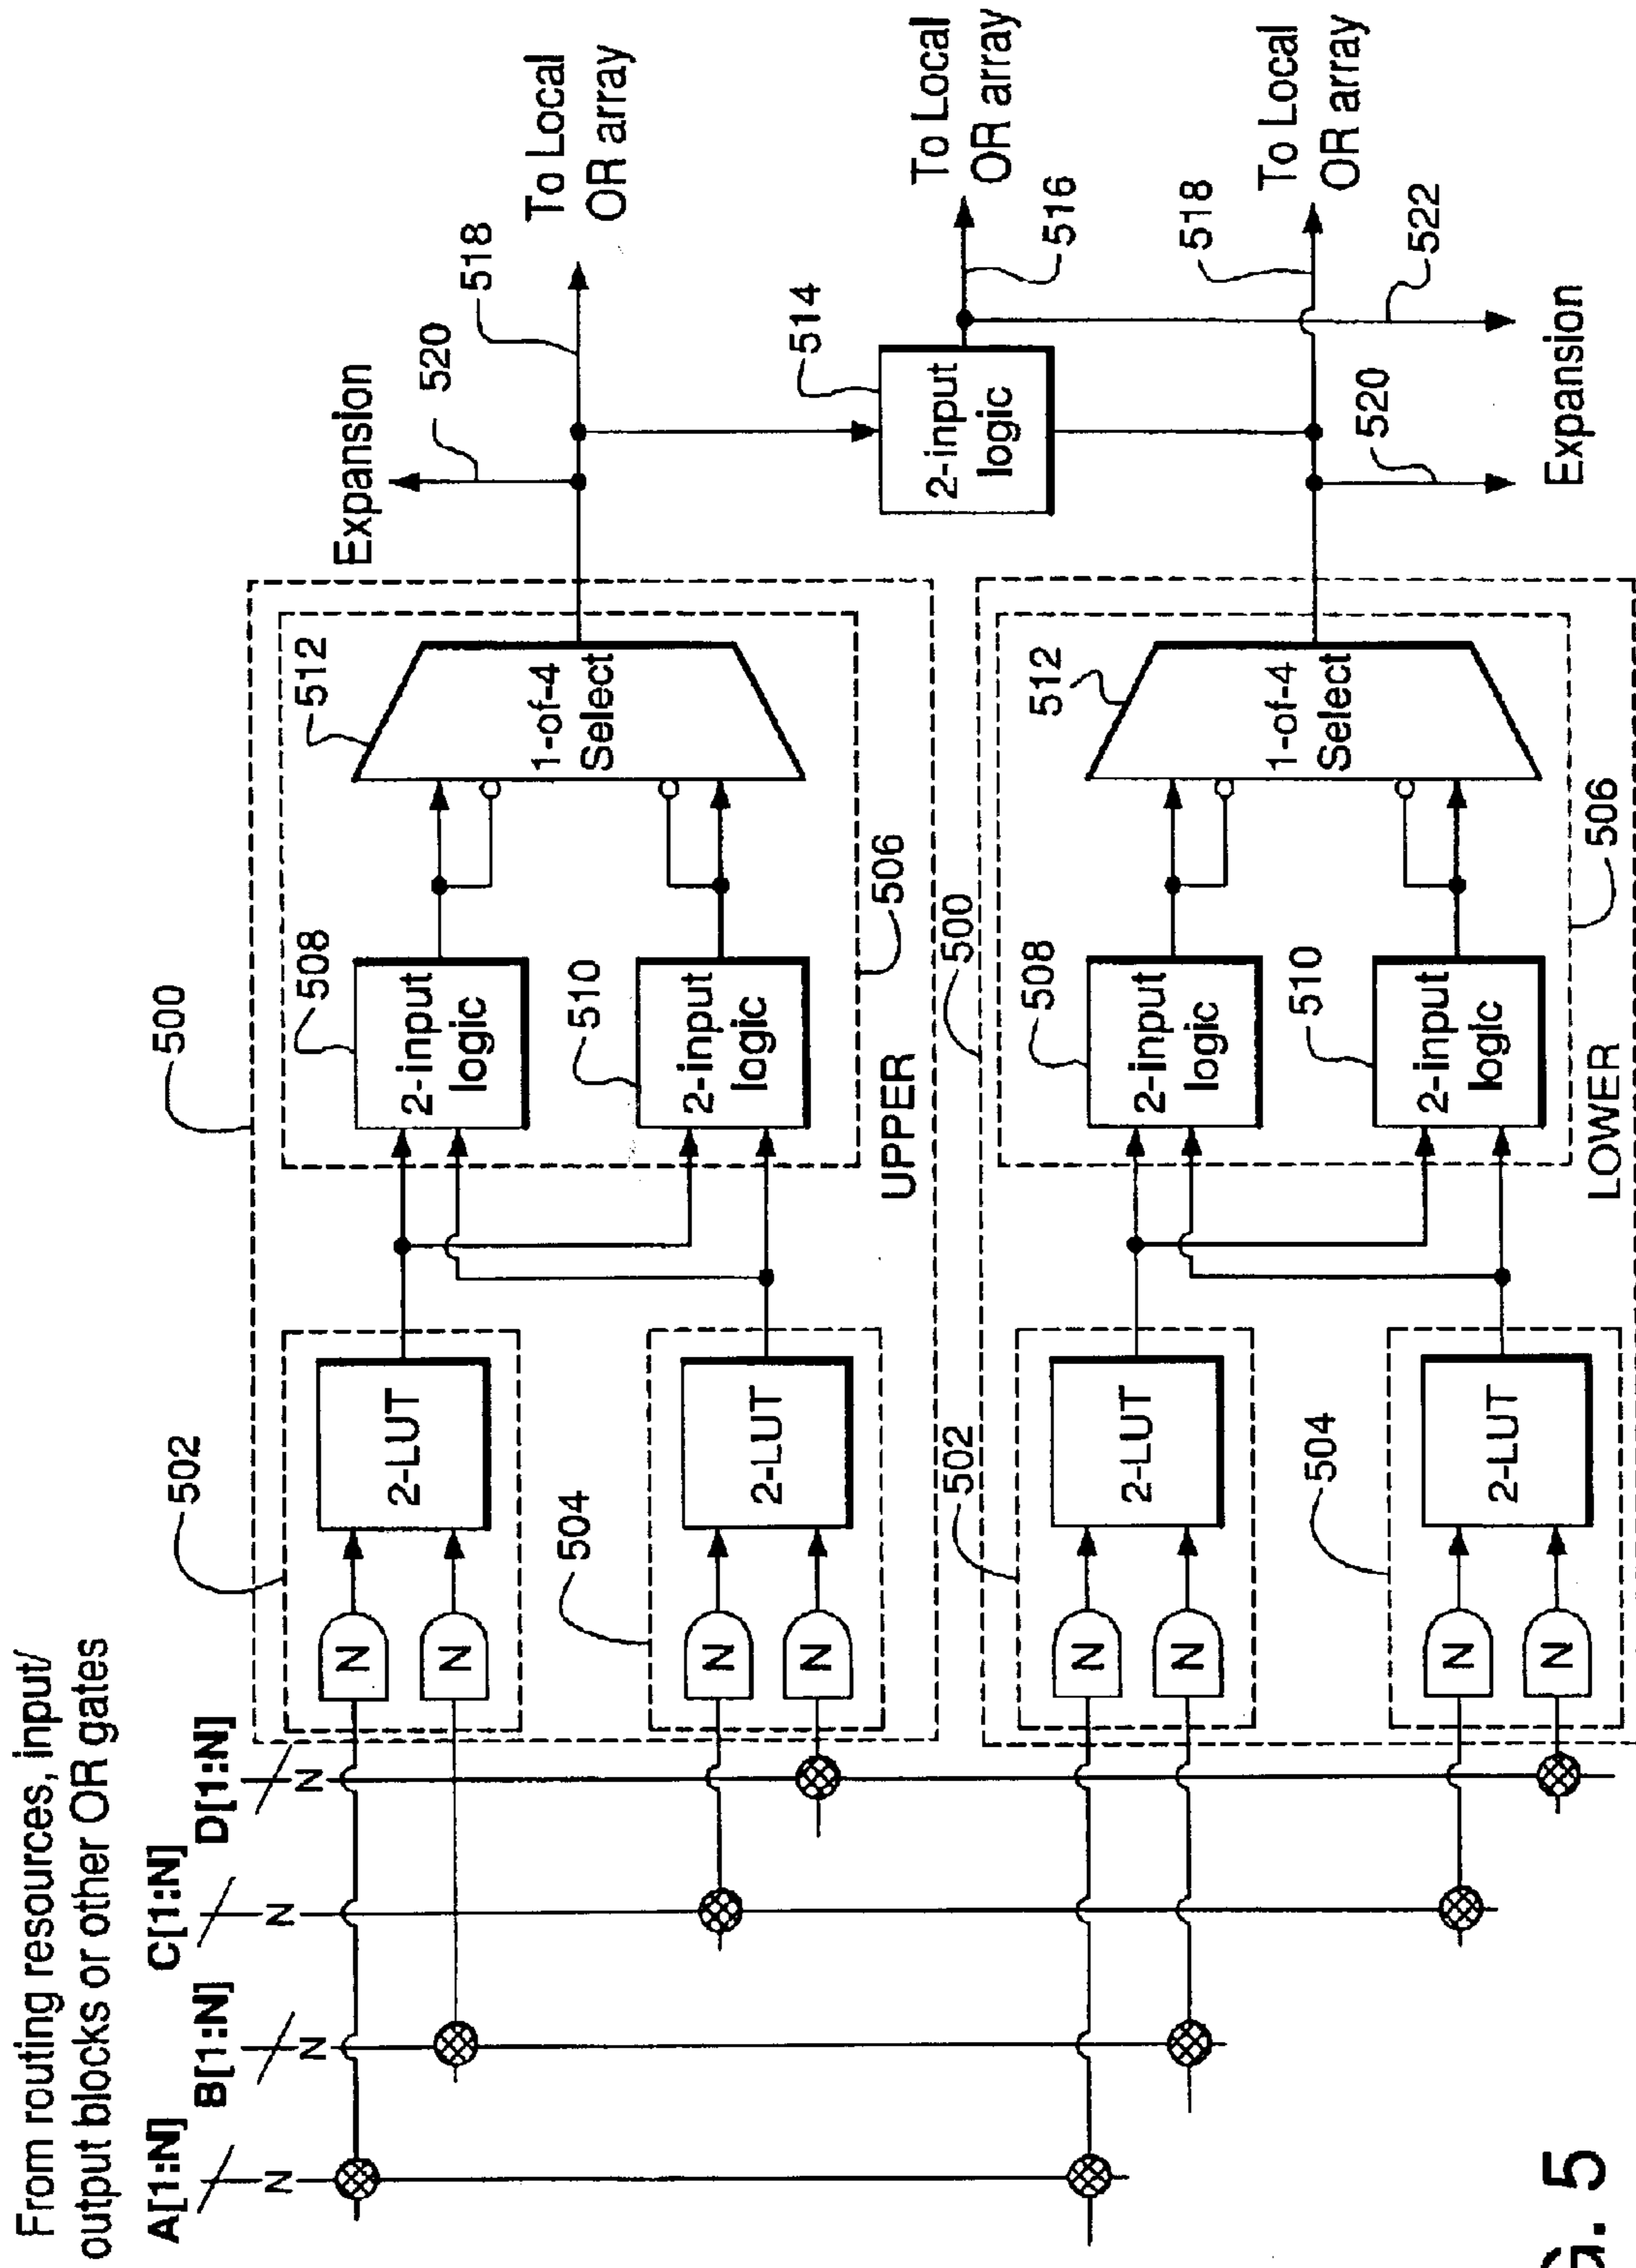 From routing resources, input/
output blocks or other OR gates
A[1:N]
B[1:N]
C[1:N]
D[1:N]
N
N
N
N
500
502
N
N
2-LUT
504
N
N
2-LUT
508
2-input
logic
510
2-input
logic
512
1-of-4
Select
506
UPPER
Expansion
520
518
To Local
OR array
514
2-input
logic
516
To Local
OR array
500
502
N
N
2-LUT
504
N
N
2-LUT
508
2-input
logic
510
2-input
logic
512
1-of-4
Select
506
LOWER
518
To Local
OR array
520
522
Expansion
G. 5